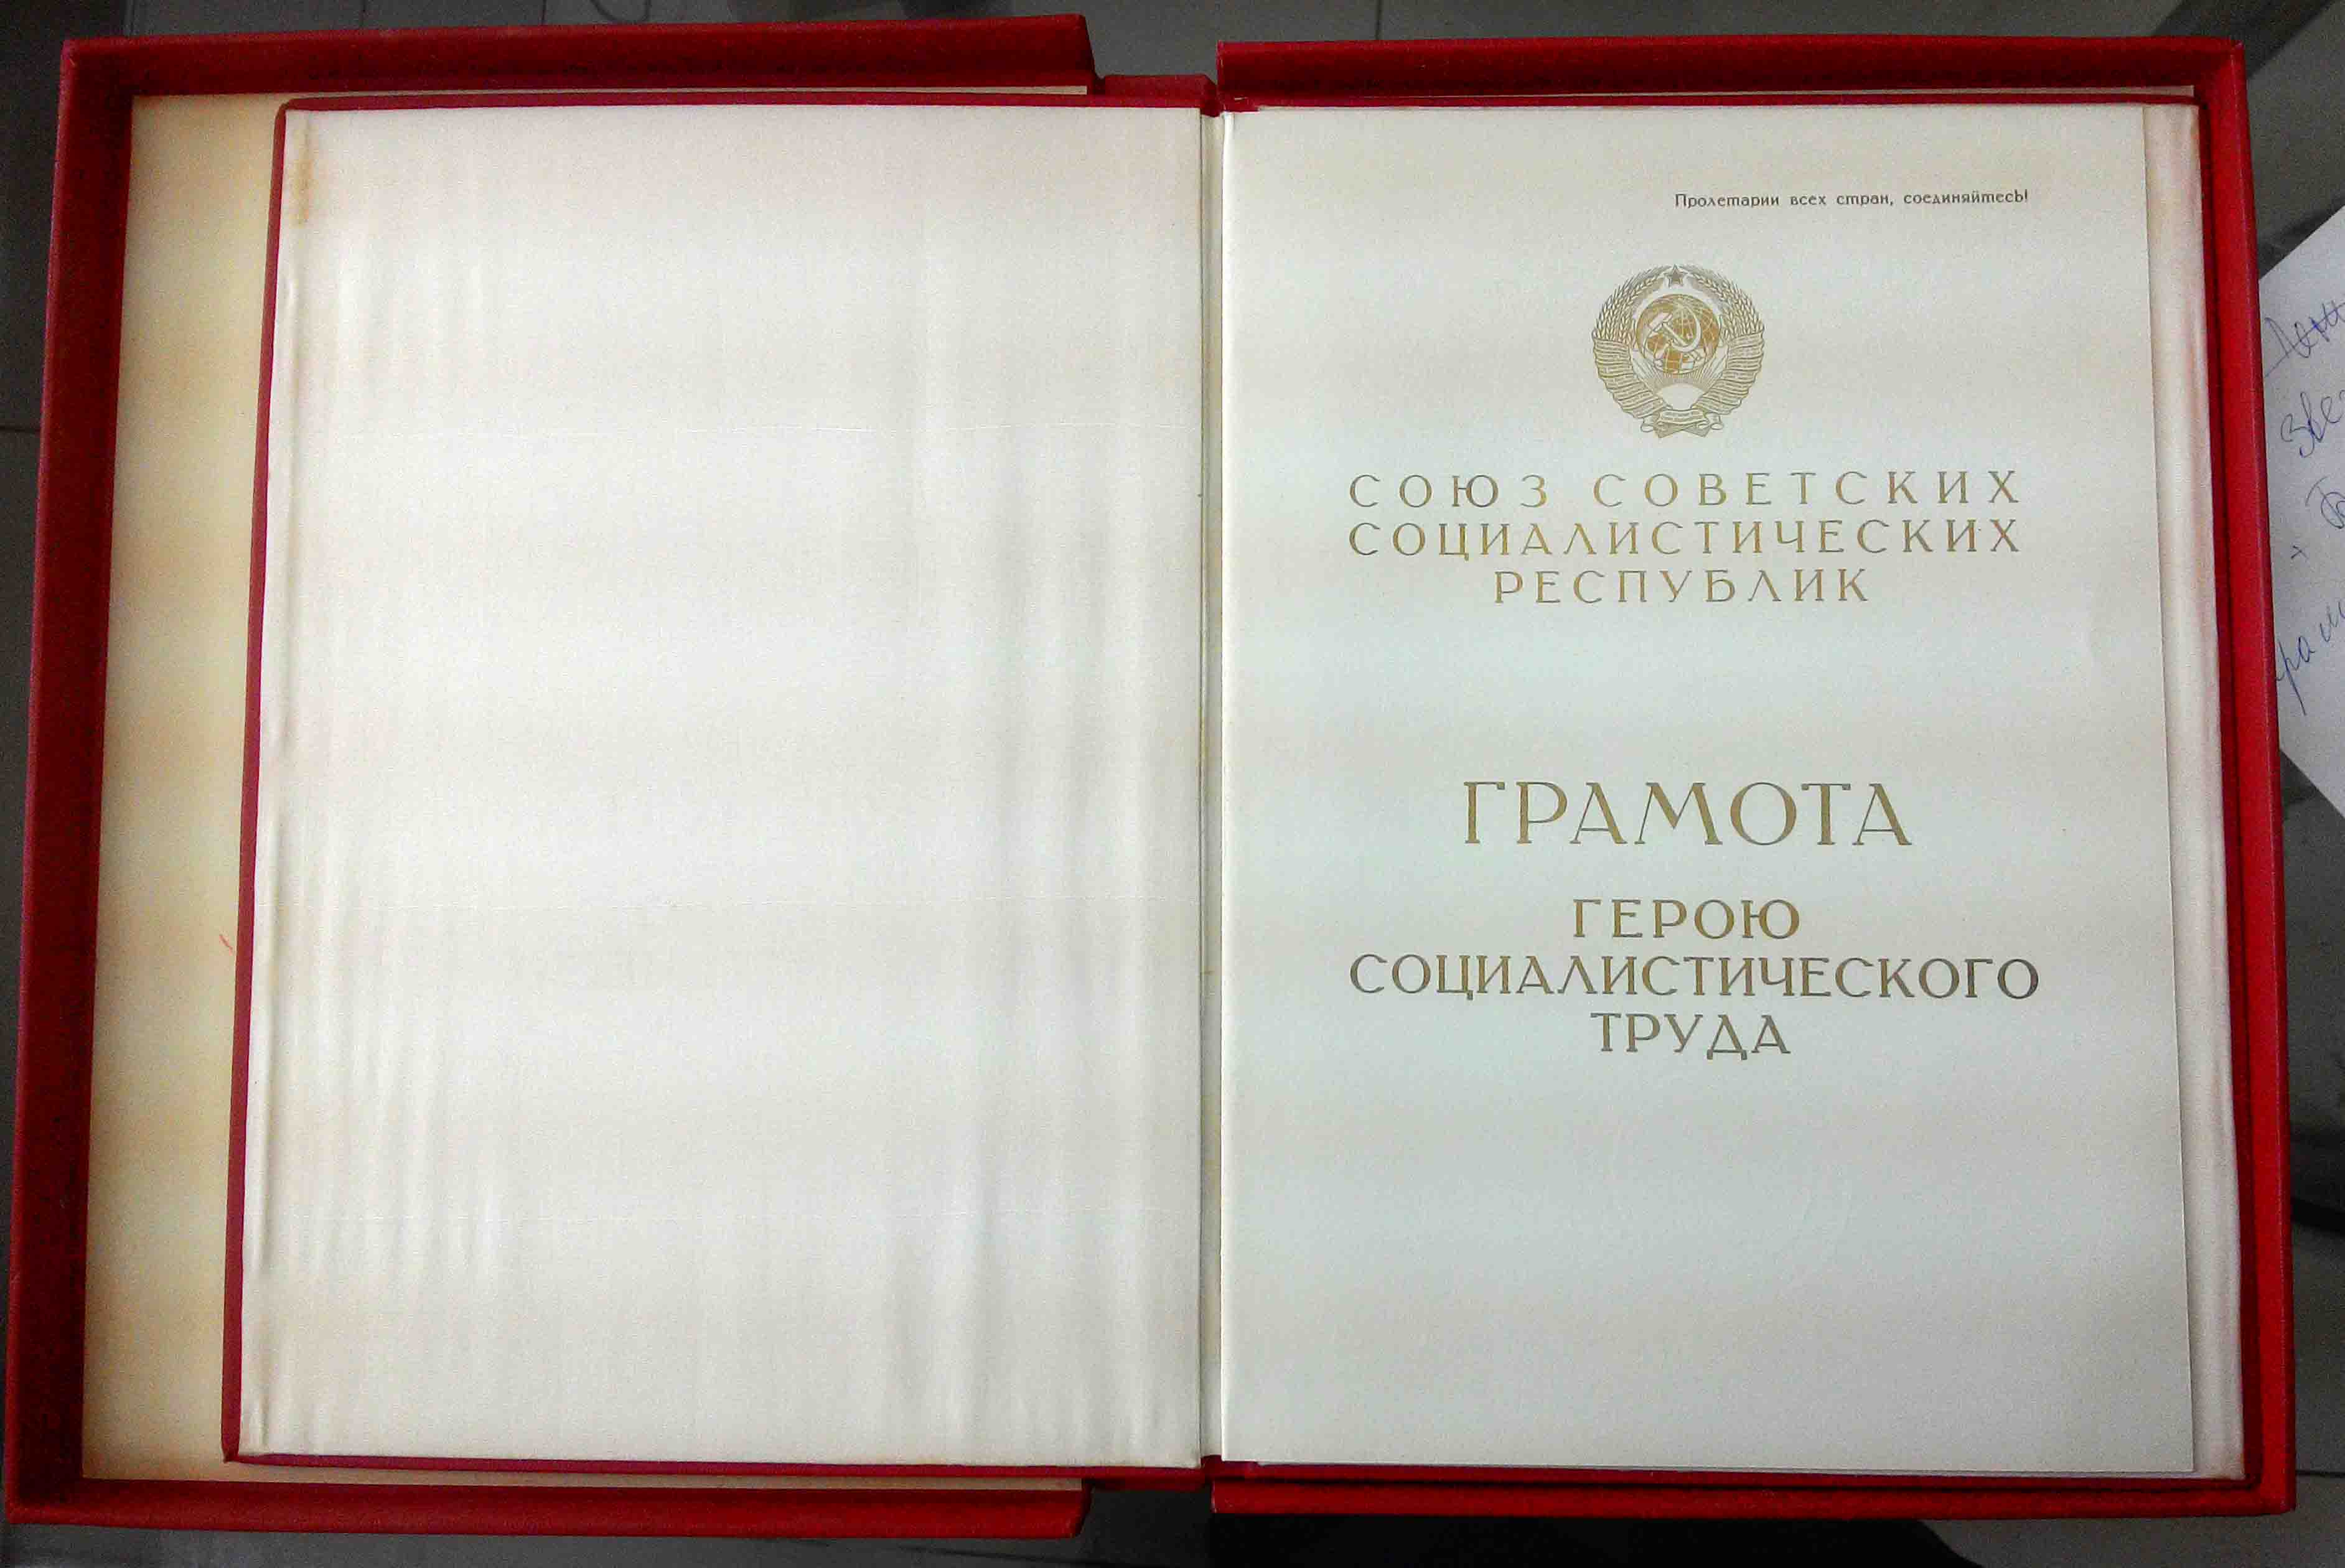 Пролетарии всех стран, соединяйтесь!
СОЮЗ СОВЕТСКИХ
СОЦИАЛИСТИЧЕСКИХ
РЕСПУБЛИК
ГРАМОТА
ГЕРОЮ
СОЦИАЛИСТИЧЕСКОГО
ТРУДА